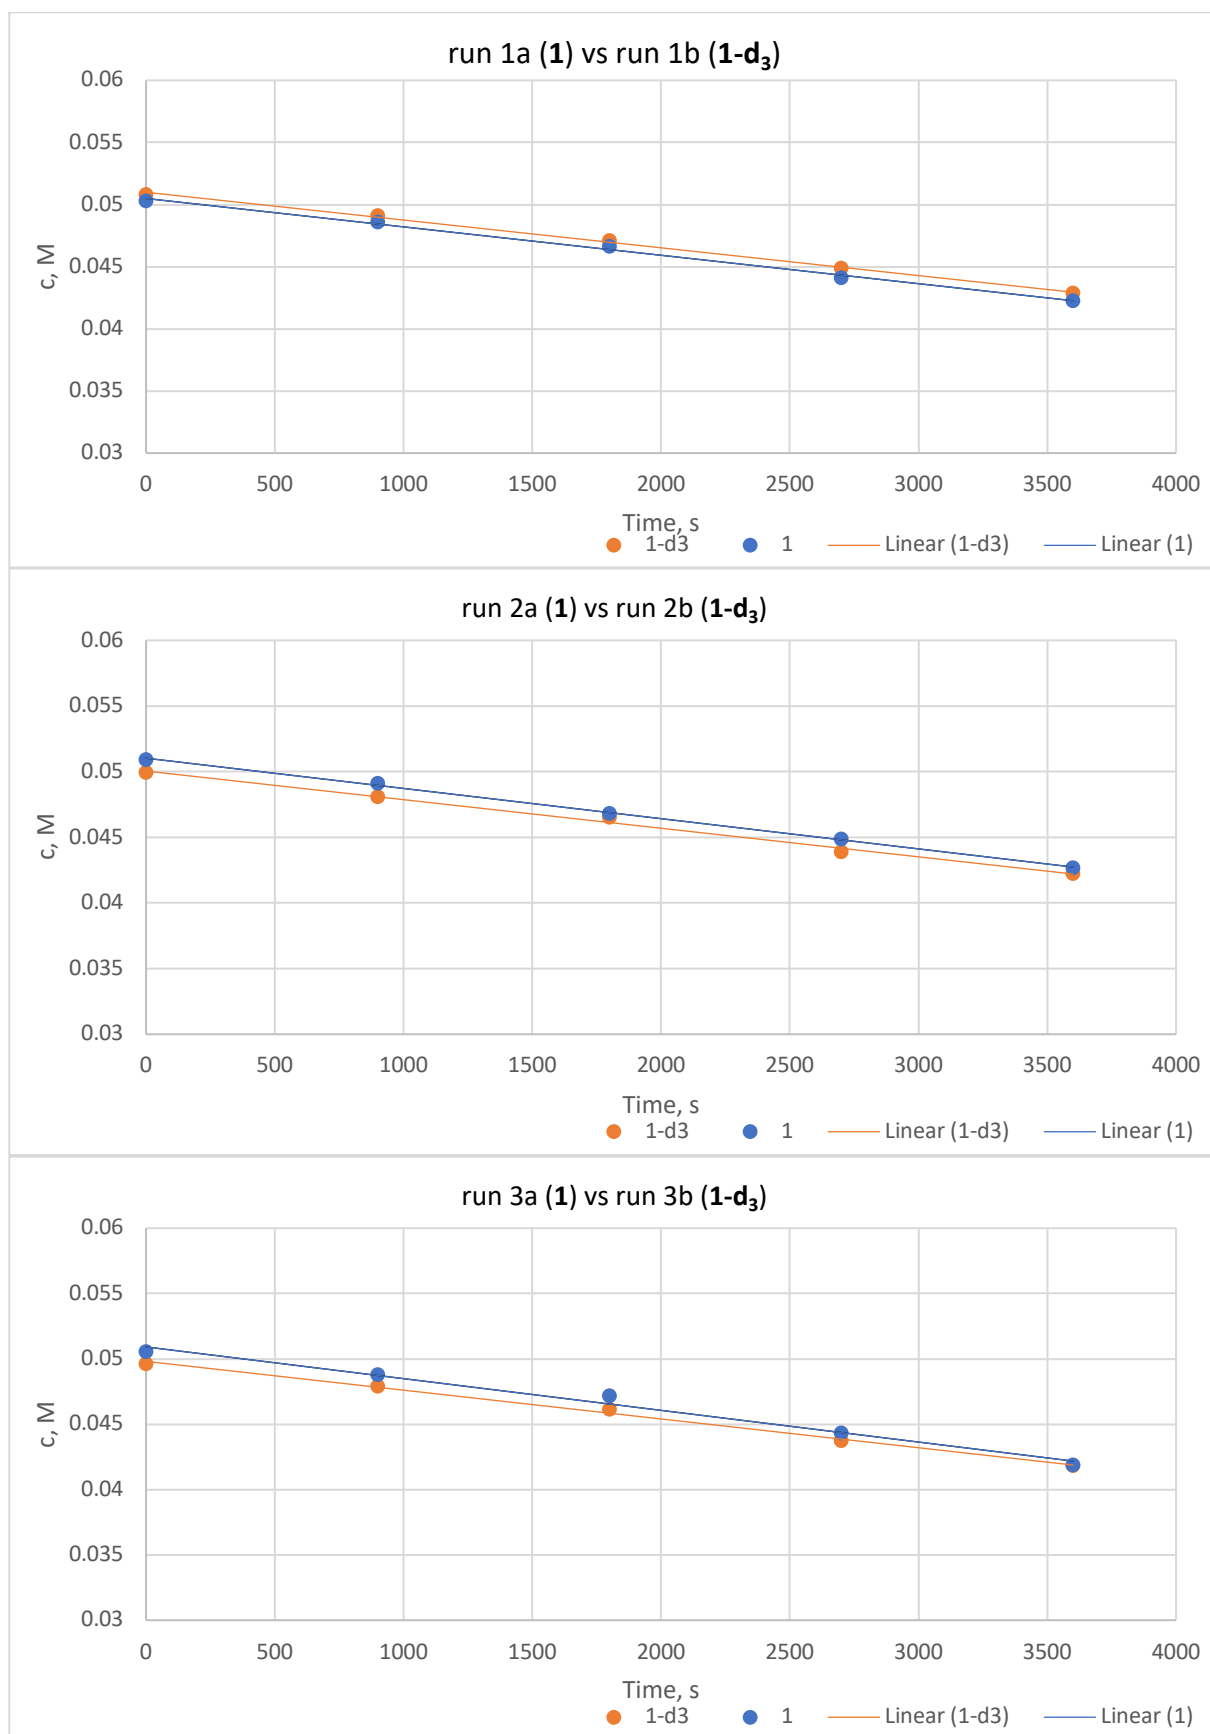 run 1a (1) vs run 1b (1-d₃)
0.06
0.055
0.05
0.045
0.04
0.035
0.03
c, M
0 500 1000 1500 2000 2500 3000 3500 4000
Time, s
1-d3 1 Linear (1-d3) Linear (1)
run 2a (1) vs run 2b (1-d₃)
0.06
0.055
0.05
0.045
0.04
0.035
0.03
c, M
0 500 1000 1500 2000 2500 3000 3500 4000
Time, s
1-d3 1 Linear (1-d3) Linear (1)
run 3a (1) vs run 3b (1-d₃)
0.06
0.055
0.05
0.045
0.04
0.035
0.03
c, M
0 500 1000 1500 2000 2500 3000 3500 4000
Time, s
1-d3 1 Linear (1-d3) Linear (1)